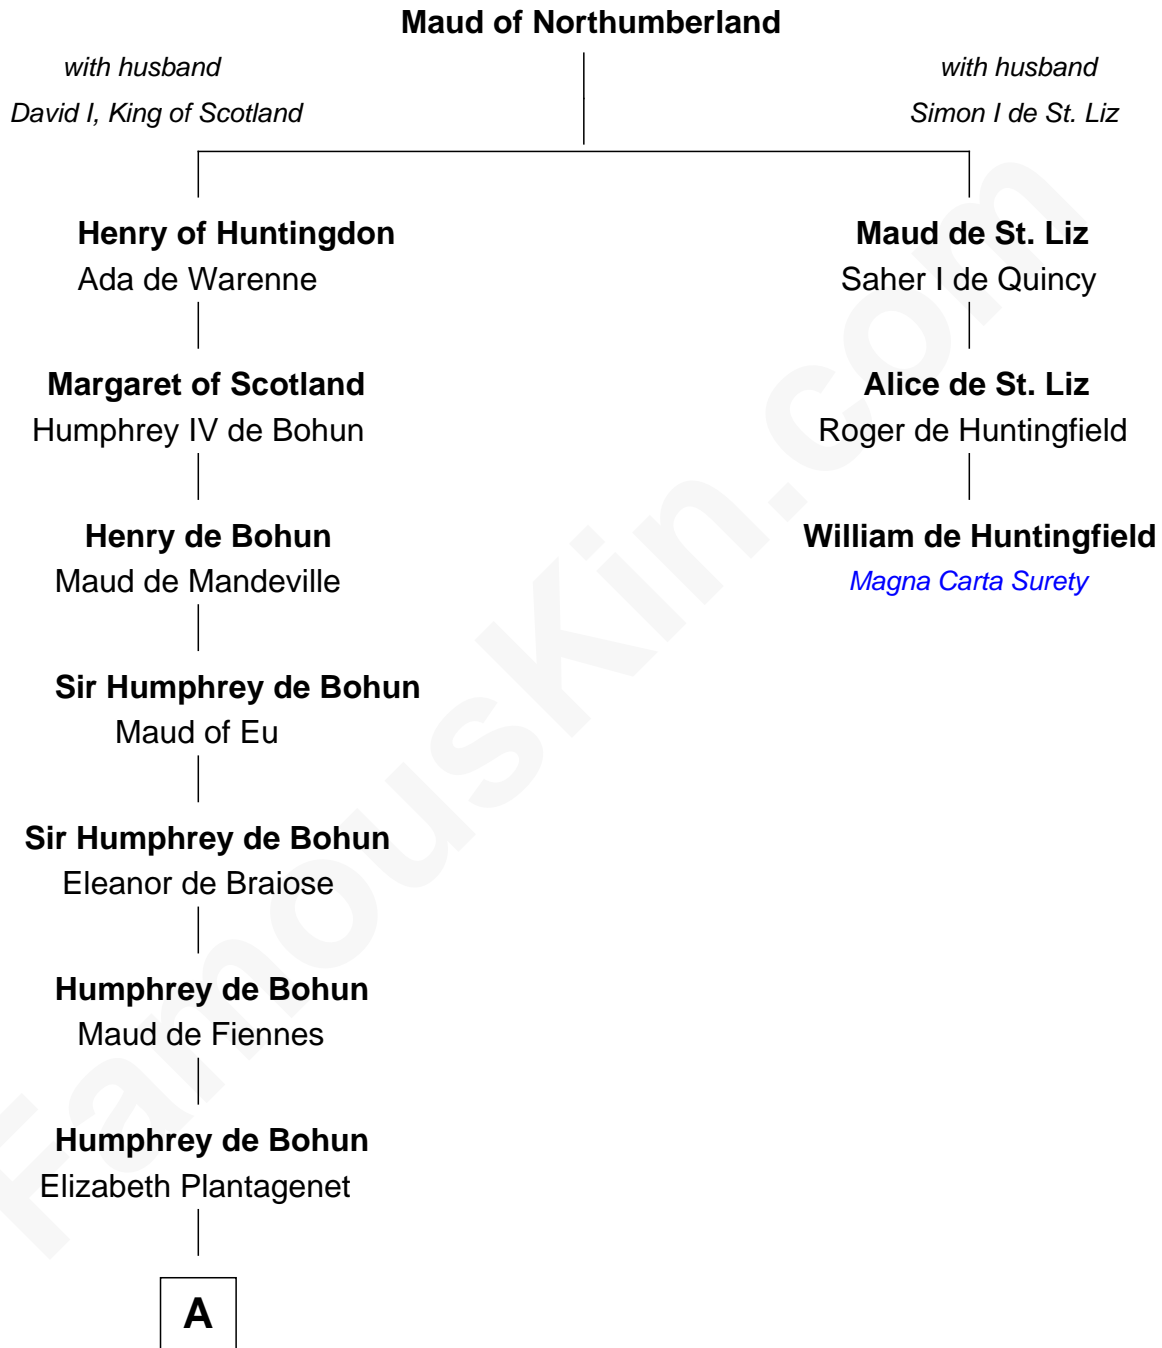 Maud of Northumberland
with husband
David I, King of Scotland
with husband
Simon I de St. Liz
Henry of Huntingdon
Ada de Warenne
Maud de St. Liz
Saher I de Quincy
Margaret of Scotland
Humphrey IV de Bohun
Alice de St. Liz
Roger de Huntingfield
Henry de Bohun
Maud de Mandeville
William de Huntingfield
Magna Carta Surety
Sir Humphrey de Bohun
Maud of Eu
Sir Humphrey de Bohun
Eleanor de Braiose
Humphrey de Bohun
Maud de Fiennes
Humphrey de Bohun
Elizabeth Plantagenet
A
FamousKin.com